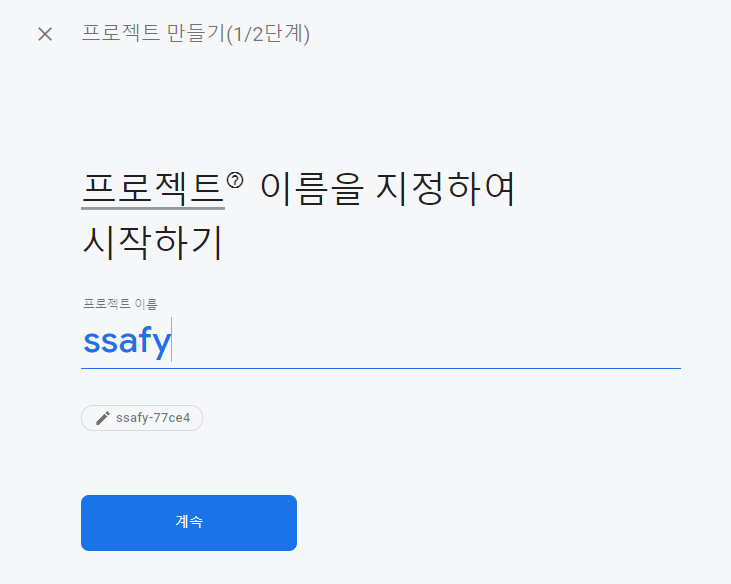 프로젝트 만들기(1/2단계)
프로젝트? 이름을 지정하여
시작하기
프로젝트 이름
ssafy
ssafy-77ce4
계속